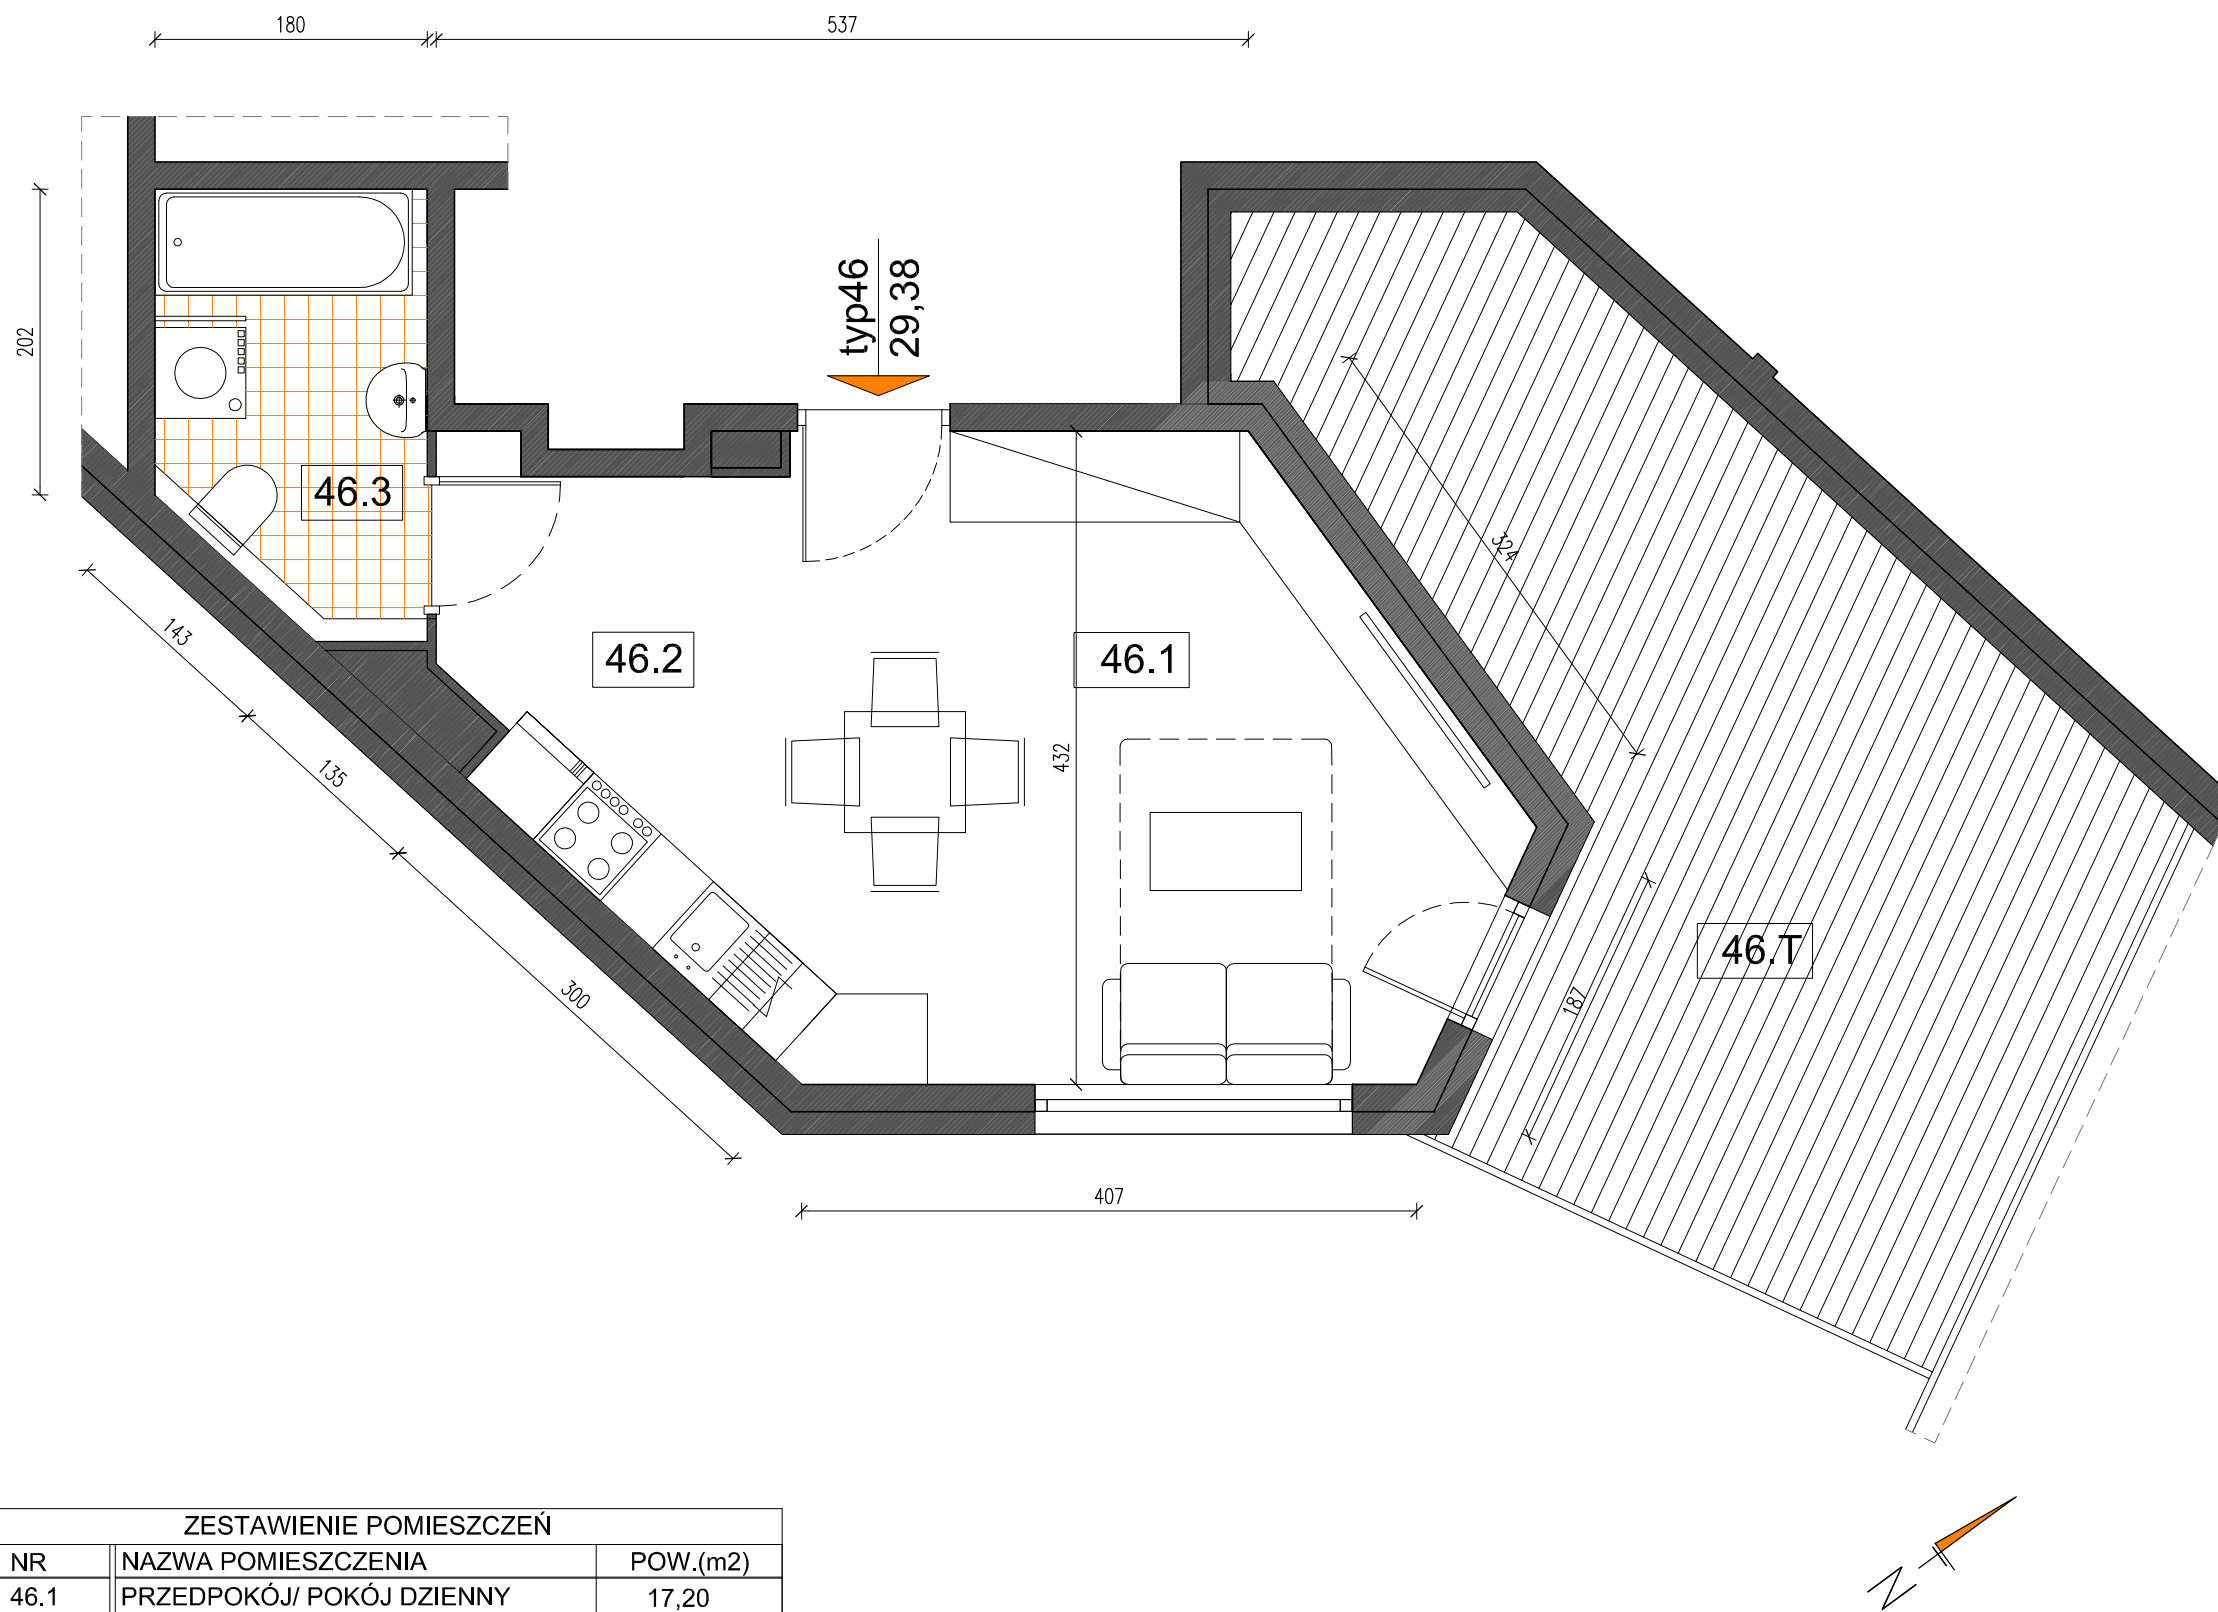 180
537
typ46
29,38
202
46.3
324
143
46.2
46.1
432
135
46.T
187
300
407
ZESTAWIENIE POMIESZCZEŃ
NR NAZWA POMIESZCZENIA POW.(m2)
46.1 PRZEDPOKÓJ/ POKÓJ DZIENNY 17,20
N